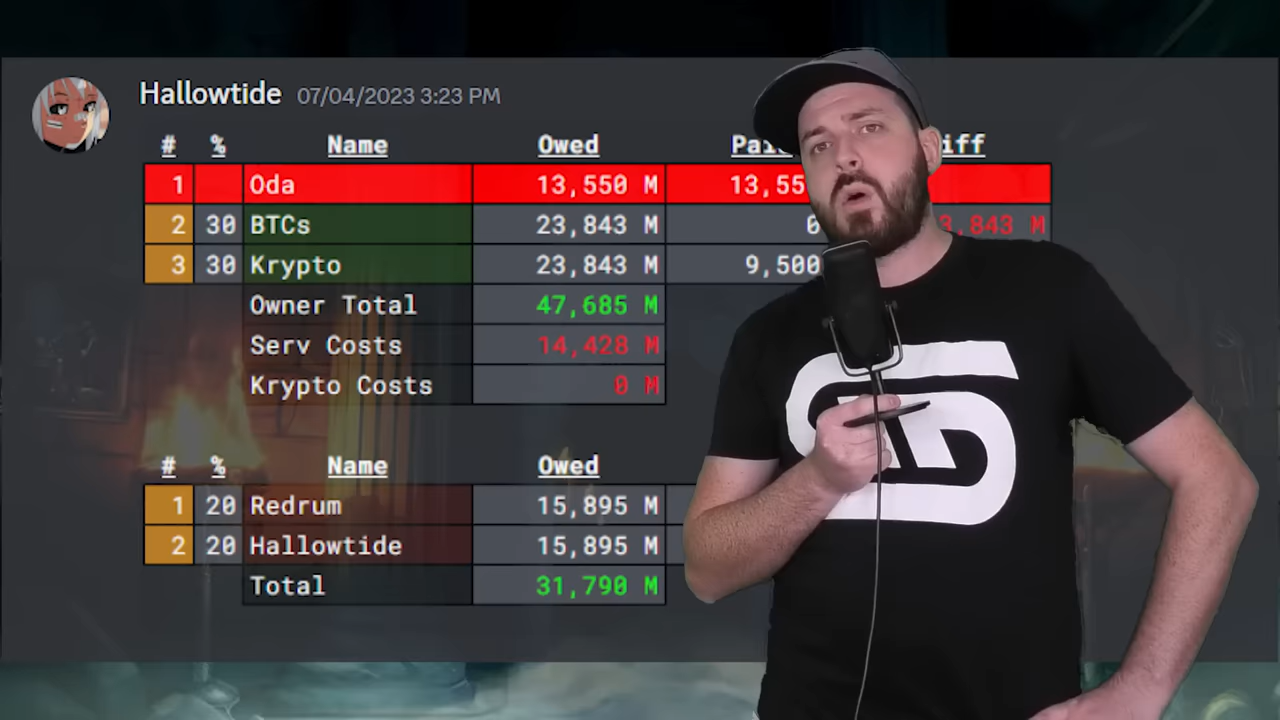 Hallowtide 07/04/2023 3:23 PM
# % Name Owed
1 Oda 13,550 M
2 30 BTCs 23,843 M 0
3 30 Krypto 23,843 M 9,500
Owner Total 47,685 M
Serv Costs 14,428 M
Krypto Costs 0 M
# % Name Owed
1 20 Redrum 15,895 M
2 20 Hallowtide 15,895 M
Total 31,790 M